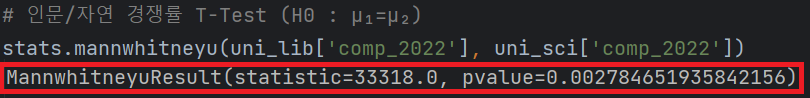 # 인문/자연 경쟁률 T-Test (H0 : μ₁=μ₂)
stats.mannwhitneyu(uni_lib['comp_2022'], uni_sci['comp_2022'])
MannwhitneyuResult(statistic=33318.0, pvalue=0.002784651935842156)